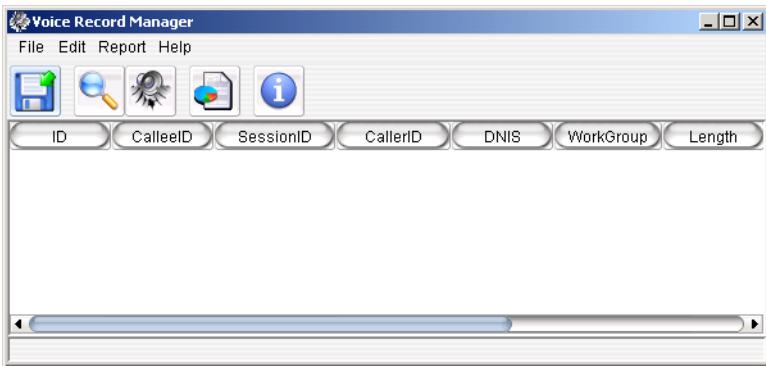 Voice Record Manager
File Edit Report Help
ID CalleeID SessionID CallerID DNIS WorkGroup Length